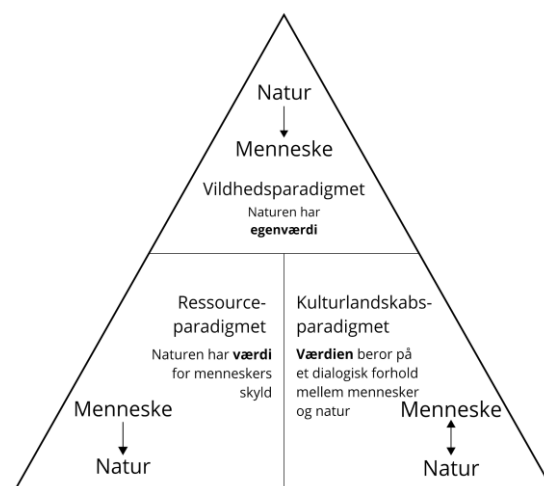 Natur
Menneske
Vildhedsparadigmet
Naturen har
egenværdi
Ressource-
paradigmet
Naturen har værdi
for menneskers
skyld
Menneske
Natur
Kulturlandskabs-
paradigmet
Værdien beror på
et dialogisk forhold
mellem mennesker
og natur
Menneske
Natur